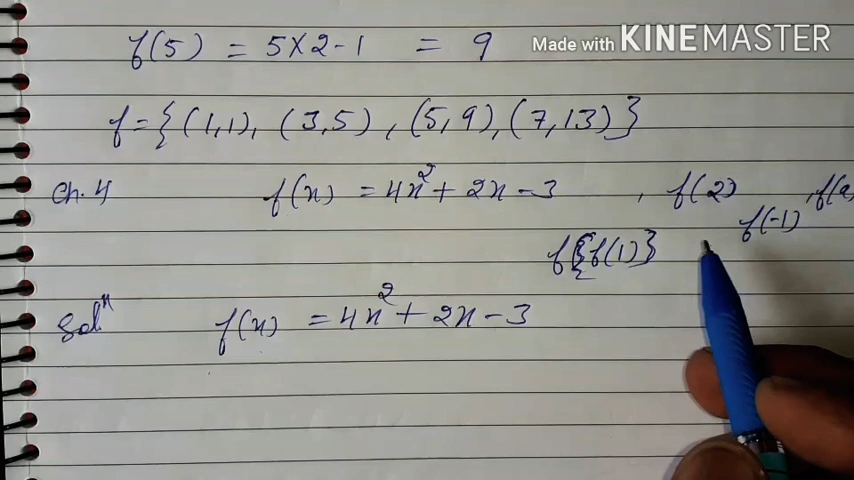 f(5) = 5×2-1 = 9
Made with KINEMASTER
f={(1,1), (3,5), (5,9), (7,13)}
Ch. 4 f(x) = 4x²+2x-3 , f(2) , f(a
f(-1)
f{f(1)}
Solⁿ f(x) = 4x²+2x-3